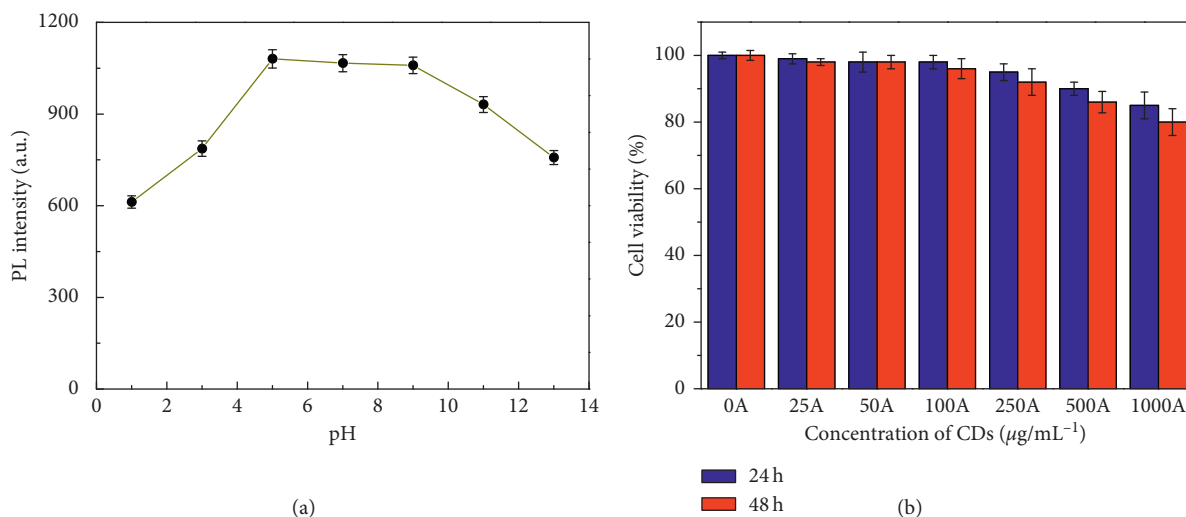 1200
900
600
300
0
PL intensity (a.u.)
0 2 4 6 8 10 12 14
pH
(a)
100
80
60
40
20
0
Cell viability (%)
0A 25A 50A 100A 250A 500A 1000A
Concentration of CDs (μg/mL⁻¹)
24 h
48 h
(b)